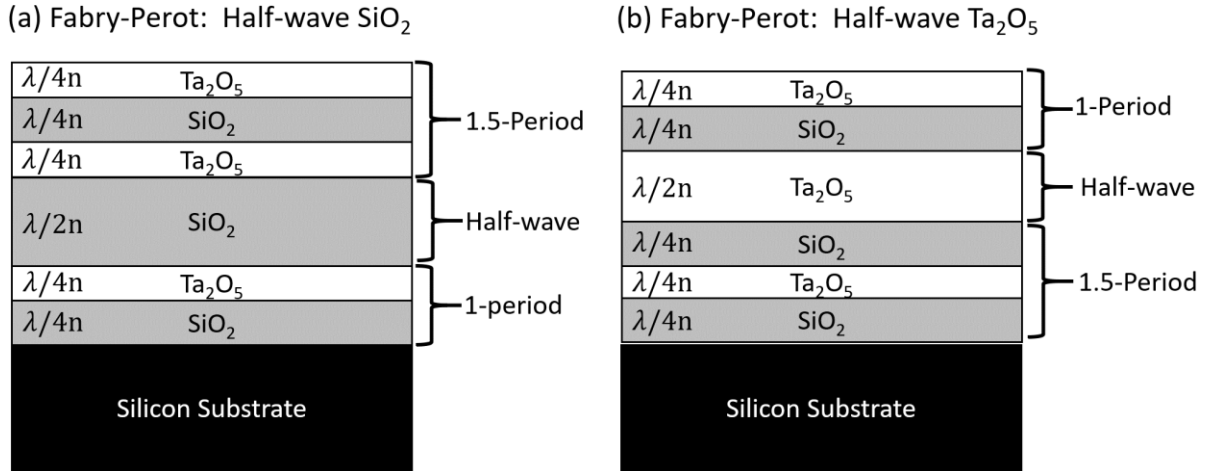 (a) Fabry-Perot: Half-wave SiO₂
λ/4n Ta₂O₅
λ/4n SiO₂
λ/4n Ta₂O₅
1.5-Period
λ/2n SiO₂
Half-wave
λ/4n Ta₂O₅
λ/4n SiO₂
1-period
Silicon Substrate
(b) Fabry-Perot: Half-wave Ta₂O₅
λ/4n Ta₂O₅
λ/4n SiO₂
1-Period
λ/2n Ta₂O₅
Half-wave
λ/4n SiO₂
λ/4n Ta₂O₅
λ/4n SiO₂
1.5-Period
Silicon Substrate